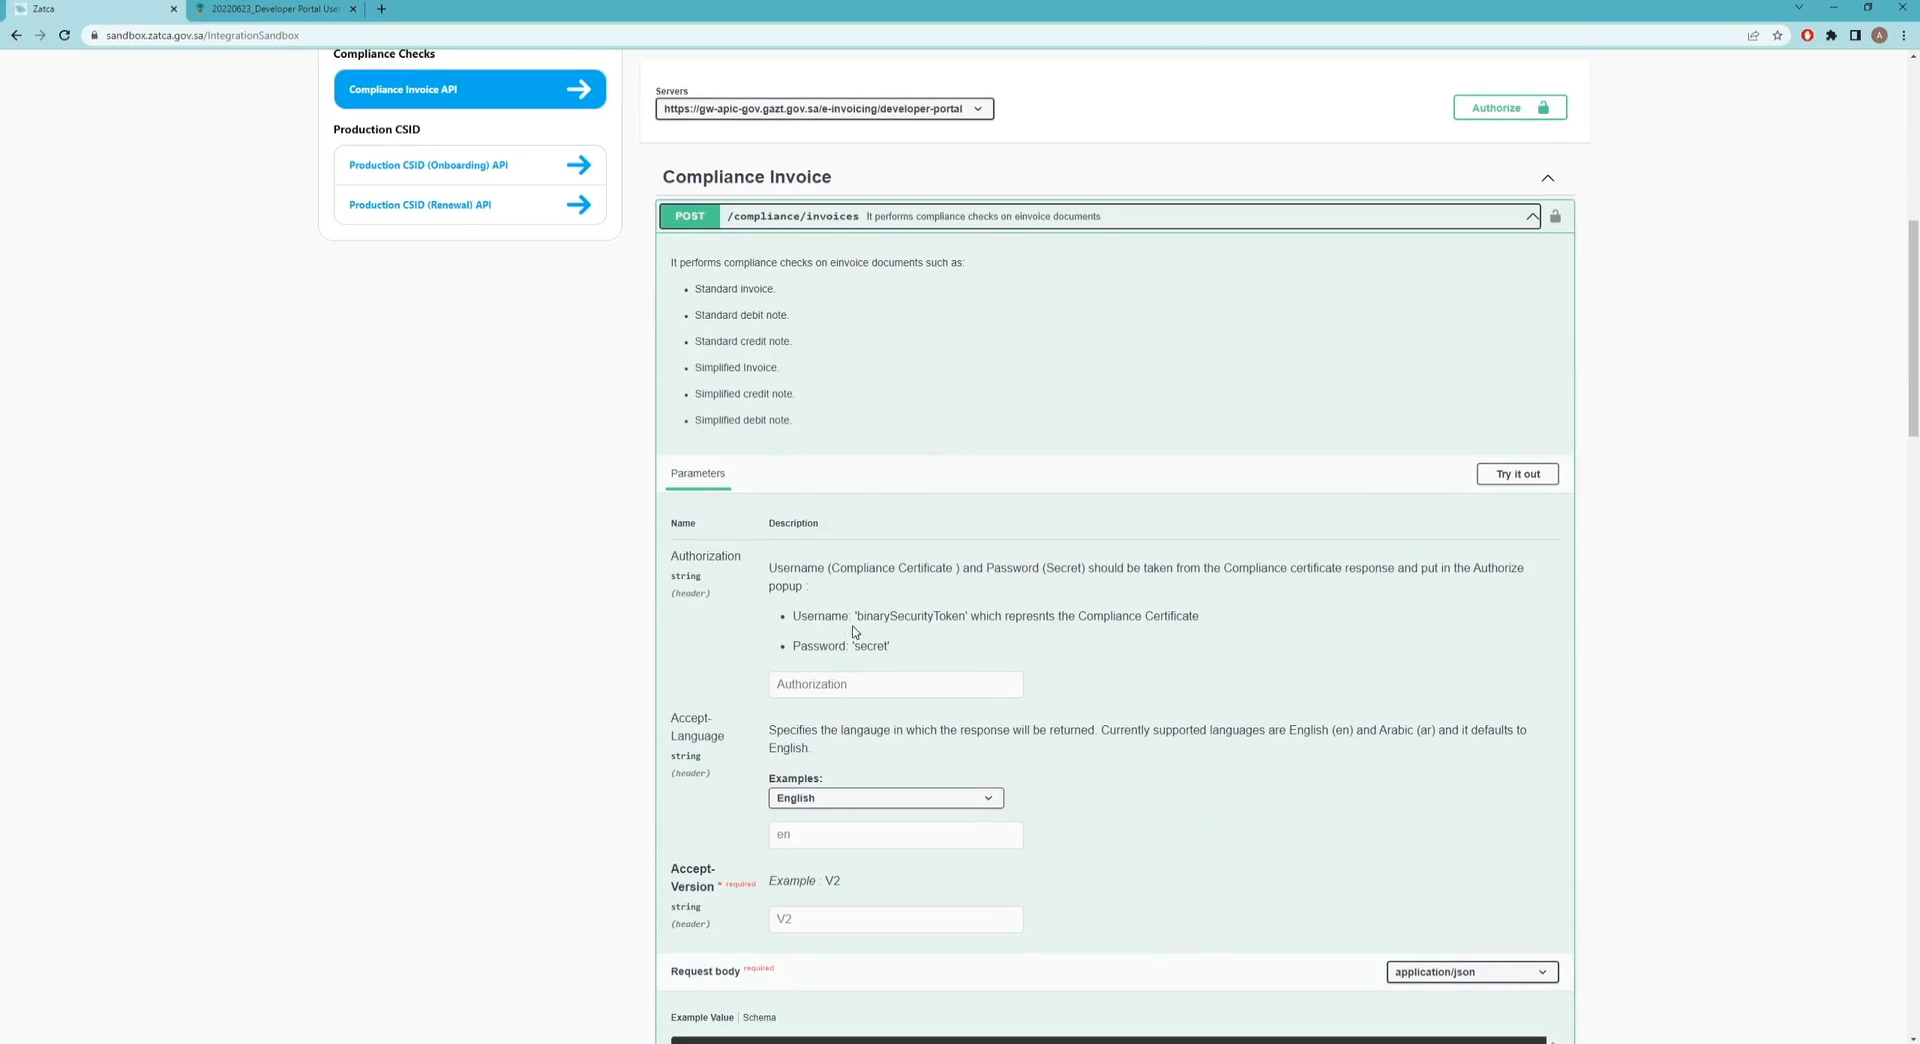 Zatca
20220623_Developer Portal Use
sandbox.zatca.gov.sa/IntegrationSandbox
A
Compliance Checks
Compliance Invoice API
Production CSID
Production CSID (Onboarding) API
Production CSID (Renewal) API
Servers
https://gw-apic-gov.gazt.gov.sa/e-invoicing/developer-portal
Authorize
Compliance Invoice
POST /compliance/invoices It performs compliance checks on einvoice documents
It performs compliance checks on einvoice documents such as:
• Standard invoice.
• Standard debit note.
• Standard credit note.
• Simplified Invoice.
• Simplified credit note.
• Simplified debit note.
Parameters
Try it out
Name Description
Authorization
string
(header)
Username (Compliance Certificate ) and Password (Secret) should be taken from the Compliance certificate response and put in the Authorize
popup :
• Username: 'binarySecurityToken' which represnts the Compliance Certificate
• Password: 'secret'
Authorization
Accept-
Language
string
(header)
Specifies the langauge in which the response will be returned. Currently supported languages are English (en) and Arabic (ar) and it defaults to
English.
Examples:
English
en
Accept-
Version * required
string
(header)
Example : V2
V2
Request body required
application/json
Example Value | Schema